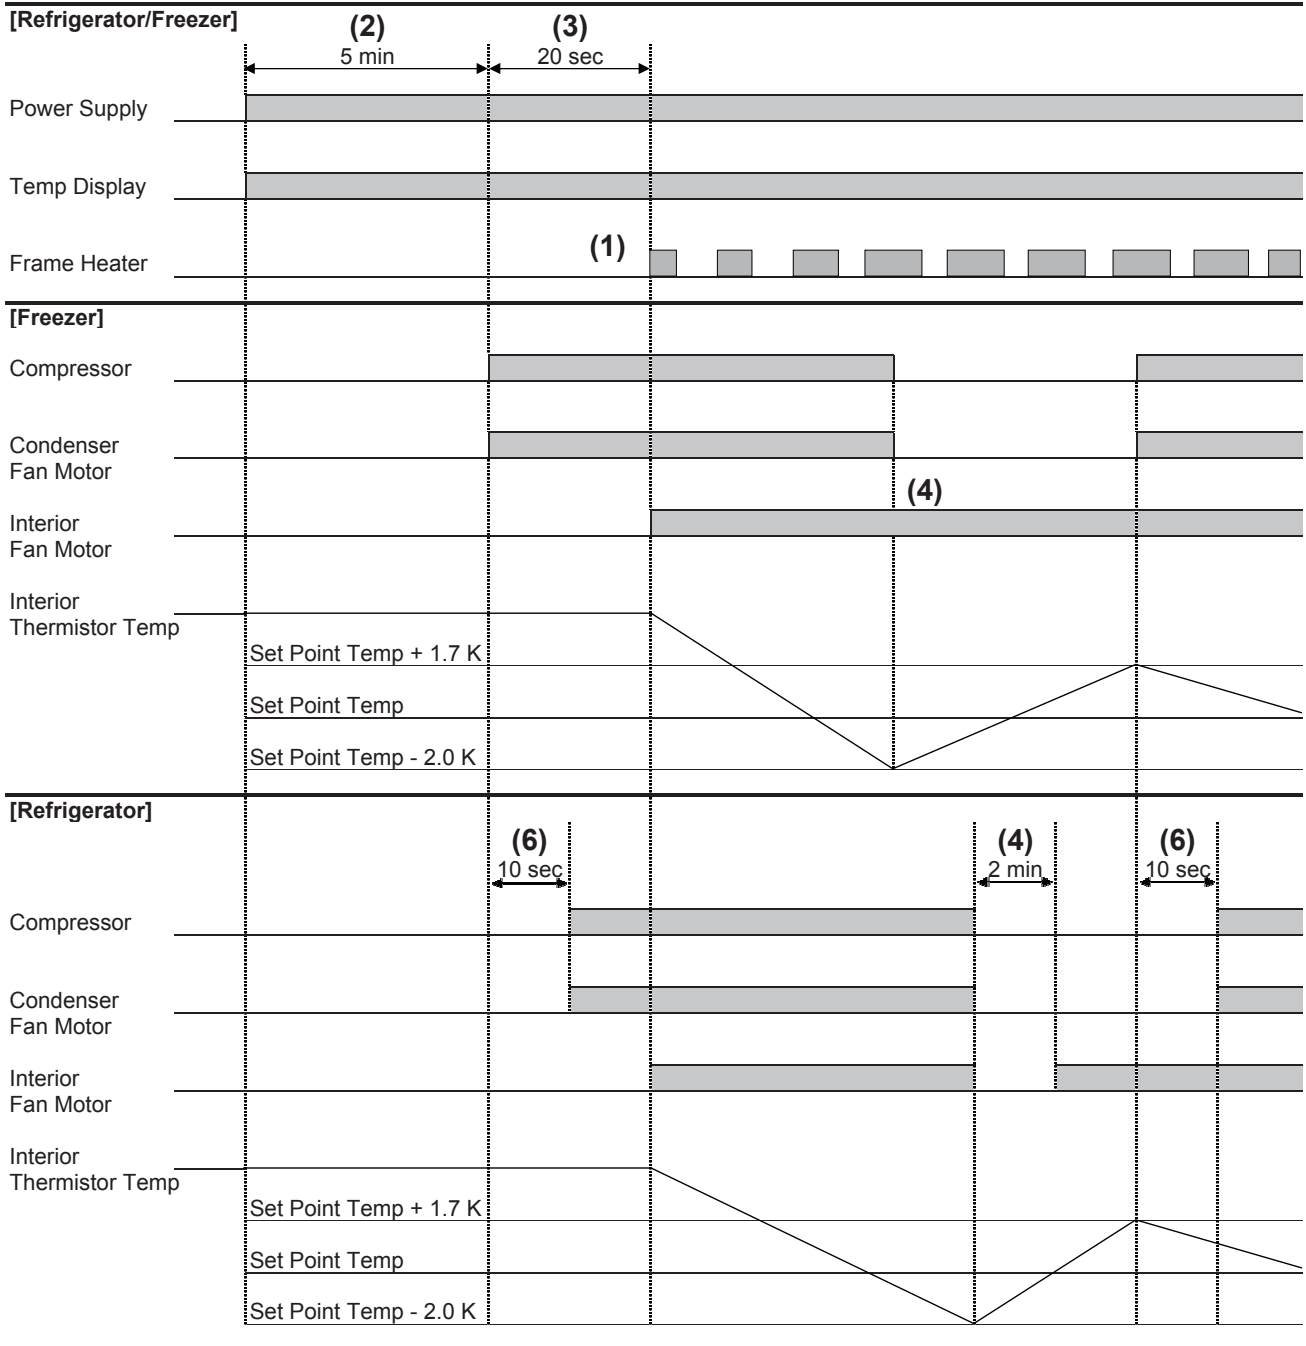 [Refrigerator/Freezer]
(2)
(3)
5 min
20 sec
Power Supply
Temp Display
Frame Heater
(1)
[Freezer]
Compressor
Condenser
Fan Motor
(4)
Interior
Fan Motor
Interior
Thermistor Temp
Set Point Temp + 1.7 K
Set Point Temp
Set Point Temp - 2.0 K
[Refrigerator]
(6)
(4)
(6)
10 sec
2 min
10 sec
Compressor
Condenser
Fan Motor
Interior
Fan Motor
Interior
Thermistor Temp
Set Point Temp + 1.7 K
Set Point Temp
Set Point Temp - 2.0 K